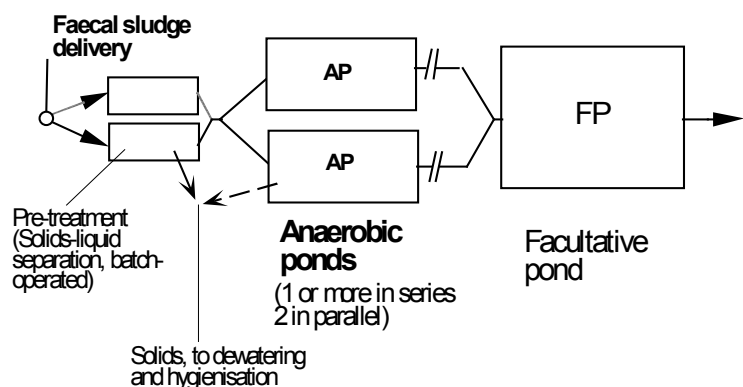 Faecal sludge
delivery
AP
AP
FP
Pre-treatment
(Solids-liquid
separation, batch-
operated)
Anaerobic
ponds
(1 or more in series
2 in parallel)
Facultative
pond
Solids, to dewatering
and hygienisation